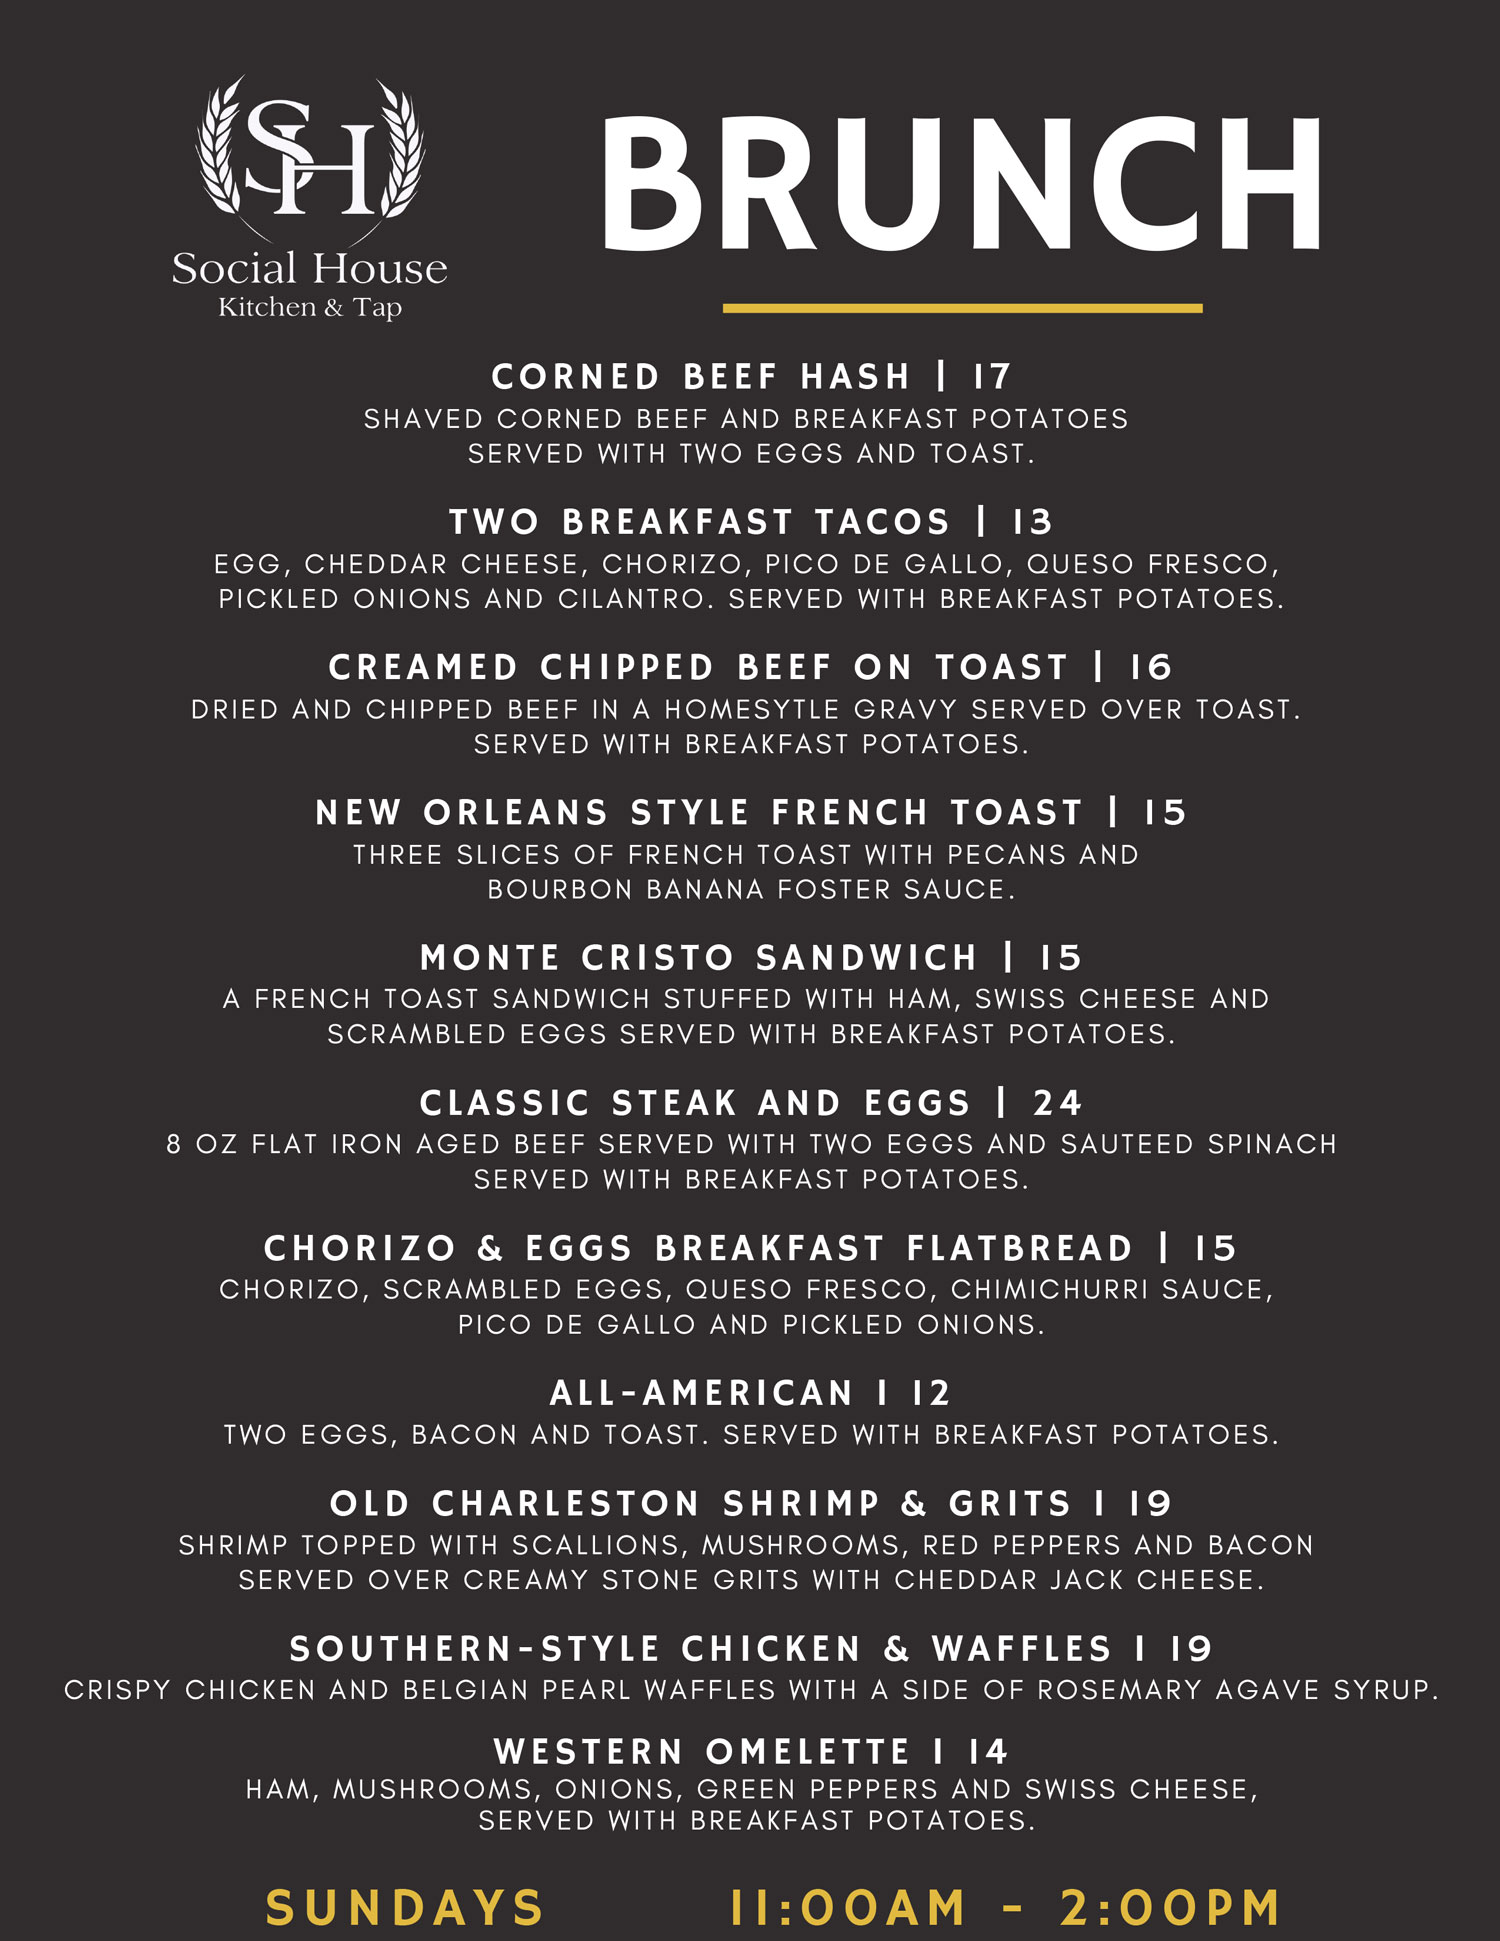 SH
Social House
Kitchen & Tap
BRUNCH
CORNED BEEF HASH | 17
SHAVED CORNED BEEF AND BREAKFAST POTATOES
SERVED WITH TWO EGGS AND TOAST.
TWO BREAKFAST TACOS | 13
EGG, CHEDDAR CHEESE, CHORIZO, PICO DE GALLO, QUESO FRESCO,
PICKLED ONIONS AND CILANTRO. SERVED WITH BREAKFAST POTATOES.
CREAMED CHIPPED BEEF ON TOAST | 16
DRIED AND CHIPPED BEEF IN A HOMESYTLE GRAVY SERVED OVER TOAST.
SERVED WITH BREAKFAST POTATOES.
NEW ORLEANS STYLE FRENCH TOAST | 15
THREE SLICES OF FRENCH TOAST WITH PECANS AND
BOURBON BANANA FOSTER SAUCE.
MONTE CRISTO SANDWICH | 15
A FRENCH TOAST SANDWICH STUFFED WITH HAM, SWISS CHEESE AND
SCRAMBLED EGGS SERVED WITH BREAKFAST POTATOES.
CLASSIC STEAK AND EGGS | 24
8 OZ FLAT IRON AGED BEEF SERVED WITH TWO EGGS AND SAUTEED SPINACH
SERVED WITH BREAKFAST POTATOES.
CHORIZO & EGGS BREAKFAST FLATBREAD | 15
CHORIZO, SCRAMBLED EGGS, QUESO FRESCO, CHIMICHURRI SAUCE,
PICO DE GALLO AND PICKLED ONIONS.
ALL-AMERICAN I 12
TWO EGGS, BACON AND TOAST. SERVED WITH BREAKFAST POTATOES.
OLD CHARLESTON SHRIMP & GRITS I 19
SHRIMP TOPPED WITH SCALLIONS, MUSHROOMS, RED PEPPERS AND BACON
SERVED OVER CREAMY STONE GRITS WITH CHEDDAR JACK CHEESE.
SOUTHERN-STYLE CHICKEN & WAFFLES I 19
CRISPY CHICKEN AND BELGIAN PEARL WAFFLES WITH A SIDE OF ROSEMARY AGAVE SYRUP.
WESTERN OMELETTE I 14
HAM, MUSHROOMS, ONIONS, GREEN PEPPERS AND SWISS CHEESE,
SERVED WITH BREAKFAST POTATOES.
SUNDAYS 11:00AM - 2:00PM